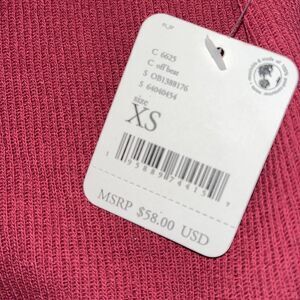 C 6625
C off beat
S OB1388176
S 64040454
size
XS
MSRP $58.00 USD